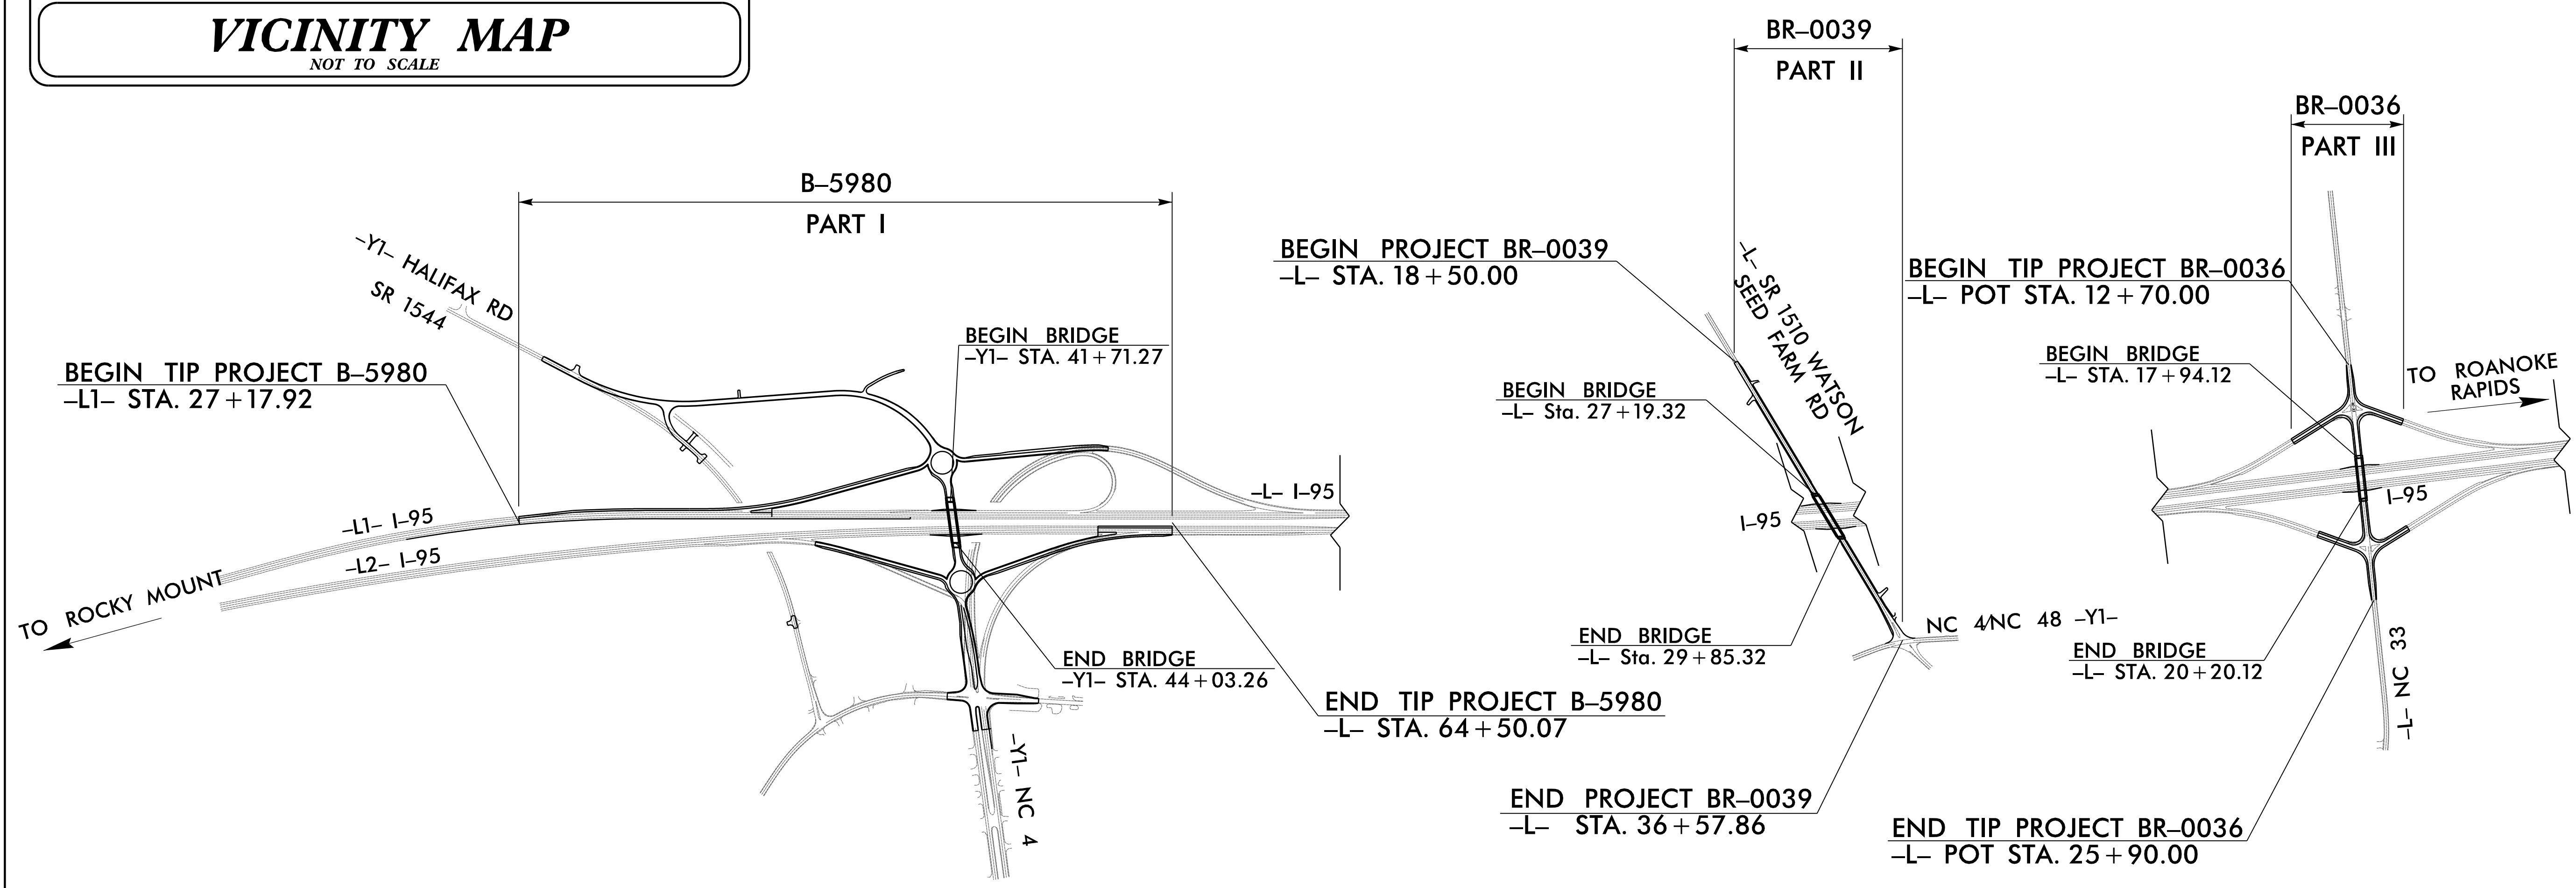 VICINITY MAP
NOT TO SCALE
B–5980
PART I
–Y1– HALIFAX RD
SR 1544
BEGIN TIP PROJECT B–5980
–L1– STA. 27+17.92
BEGIN BRIDGE
–Y1– STA. 41+71.27
–L1– I–95
–L2– I–95
TO ROCKY MOUNT
–L– I–95
END BRIDGE
–Y1– STA. 44+03.26
END TIP PROJECT B–5980
–L– STA. 64+50.07
–Y1– NC 4
BR–0039
PART II
BEGIN PROJECT BR–0039
–L– STA. 18+50.00
–L– SR 1510 WATSON
SEED FARM RD
BEGIN BRIDGE
–L– Sta. 27+19.32
I–95
END BRIDGE
–L– Sta. 29+85.32
NC 4/NC 48 –Y1–
END PROJECT BR–0039
–L– STA. 36+57.86
BR–0036
PART III
BEGIN TIP PROJECT BR–0036
–L– POT STA. 12+70.00
BEGIN BRIDGE
–L– STA. 17+94.12
TO ROANOKE
RAPIDS
I–95
END BRIDGE
–L– STA. 20+20.12
–L– NC 33
END TIP PROJECT BR–0036
–L– POT STA. 25+90.00